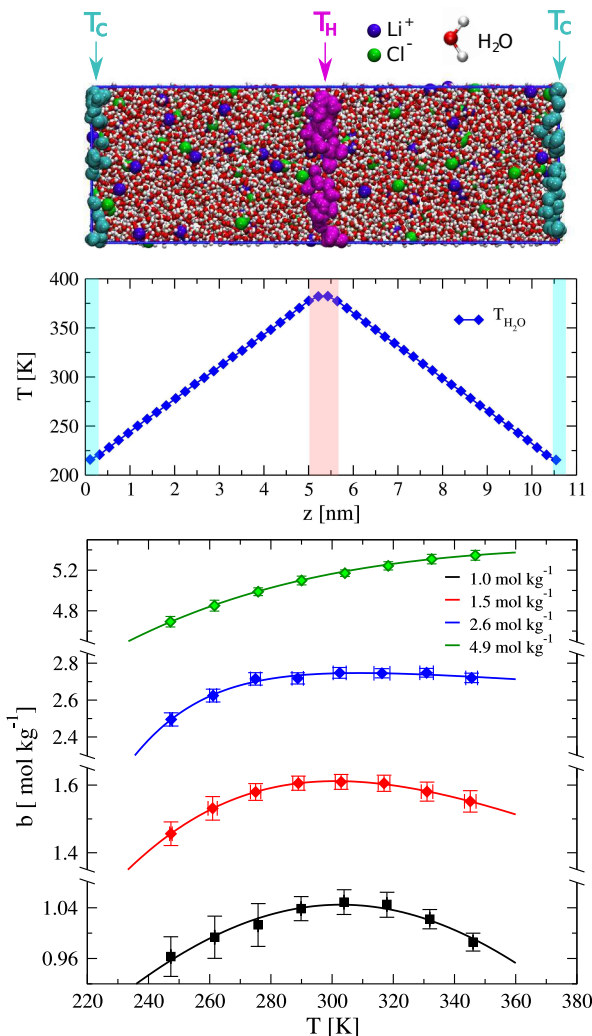 T_C T_H Li⁺ H₂O T_C
Cl⁻
400
350
300
250
200
T [K]
T_H₂O
0 1 2 3 4 5 6 7 8 9 10 11
z [nm]
5.2
4.8
1.0 mol kg⁻¹
1.5 mol kg⁻¹
2.6 mol kg⁻¹
4.9 mol kg⁻¹
2.8
2.4
b [ mol kg⁻¹]
1.6
1.4
1.04
0.96
220 240 260 280 300 320 340 360 380
T [K]